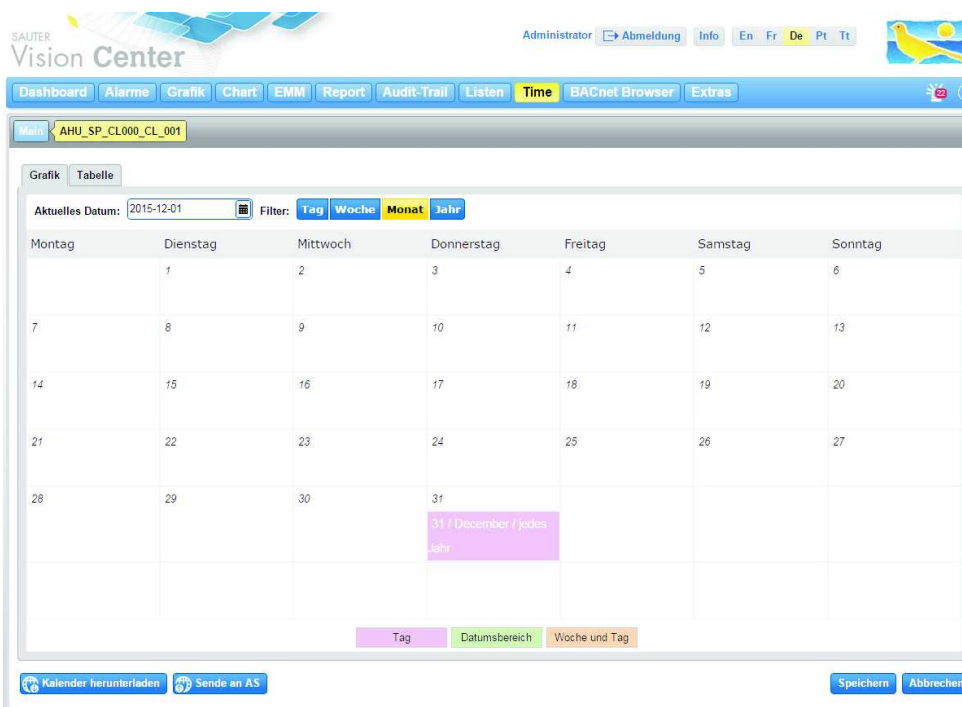 SAUTER
Vision Center
Administrator Abmeldung Info En Fr De Pt Tt
Dashboard Alarme Grafik Chart EMM Report Audit-Trail Listen Time BACnet Browser Extras 22
Main AHU_SP_CL000_CL_001
Grafik Tabelle
Aktuelles Datum: 2015-12-01 Filter: Tag Woche Monat Jahr
Montag Dienstag Mittwoch Donnerstag Freitag Samstag Sonntag
1 2 3 4 5 6
7 8 9 10 11 12 13
14 15 16 17 18 19 20
21 22 23 24 25 26 27
28 29 30 31
31 / December / jedes
Jahr
Tag Datumsbereich Woche und Tag
Kalender herunterladen Sende an AS Speichern Abbrechen